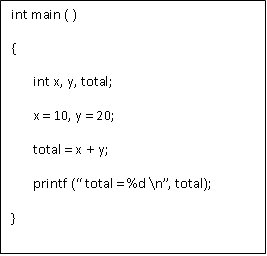 int main ( )
{
int x, y, total;
x = 10, y = 20;
total = x + y;
printf (“ total = %d \n”, total);
}